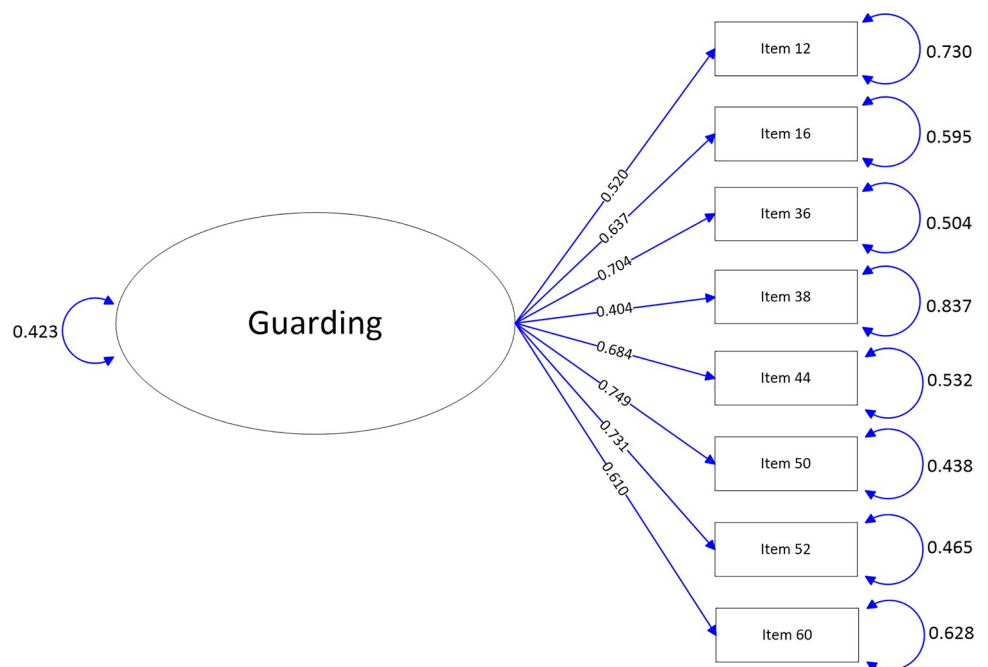 Item 12
0.730
Item 16
0.595
0.520
0.637
Item 36
0.504
0.704
Item 38
0.837
0.404
Guarding
0.423
0.684
Item 44
0.532
0.749
0.731
Item 50
0.438
0.610
Item 52
0.465
Item 60
0.628